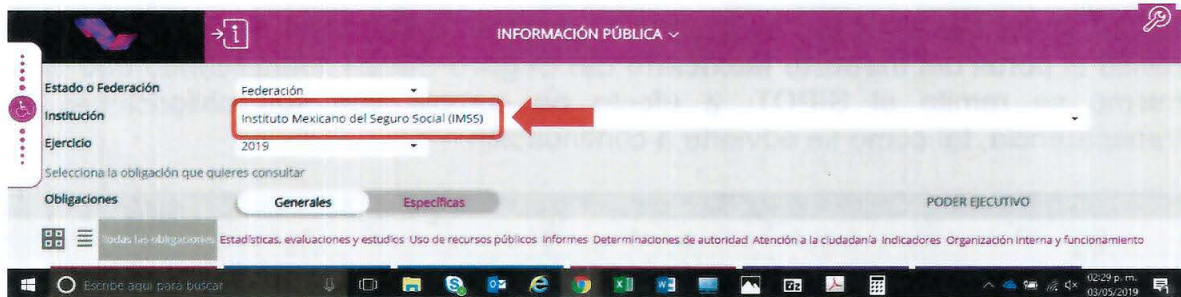 INFORMACIÓN PÚBLICA
Estado o Federación Federación
Institución Instituto Mexicano del Seguro Social (IMSS)
Ejercicio 2019
Selecciona la obligación que quieres consultar
Obligaciones Generales Específicas PODER EJECUTIVO
Todas las obligaciones Estadísticas, evaluaciones y estudios Uso de recursos públicos Informes Determinaciones de autoridad Atención a la ciudadanía Indicadores Organización interna y funcionamiento
Escribe aquí para buscar 02:29 p. m.
03/05/2019